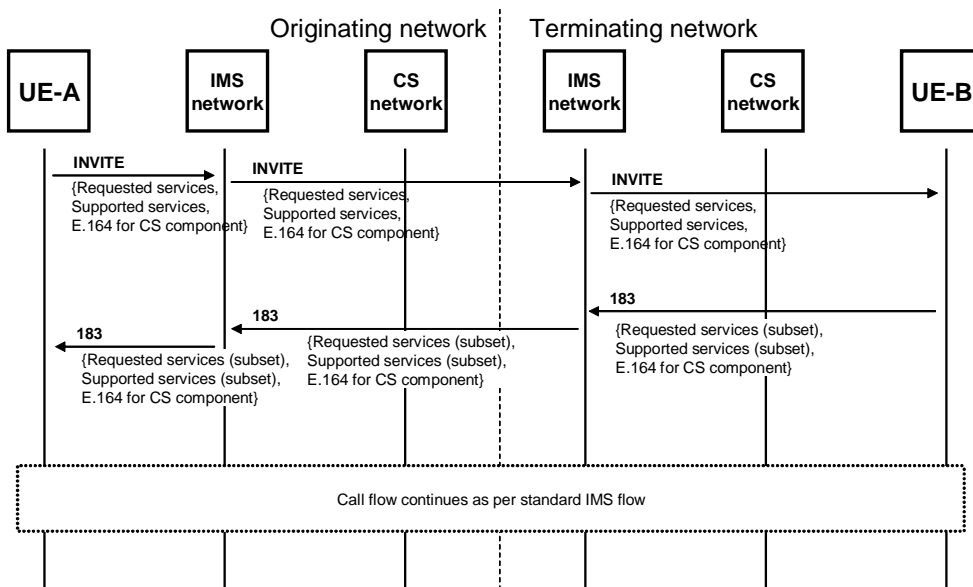 Originating network
Terminating network
UE-A
IMS
network
CS
network
IMS
network
CS
network
UE-B
INVITE
{Requested services,
Supported services,
E.164 for CS component}
INVITE
{Requested services,
Supported services,
E.164 for CS component}
INVITE
{Requested services,
Supported services,
E.164 for CS component}
183
{Requested services (subset),
Supported services (subset),
E.164 for CS component}
183
{Requested services (subset),
Supported services (subset),
E.164 for CS component}
183
{Requested services (subset),
Supported services (subset),
E.164 for CS component}
Call flow continues as per standard IMS flow